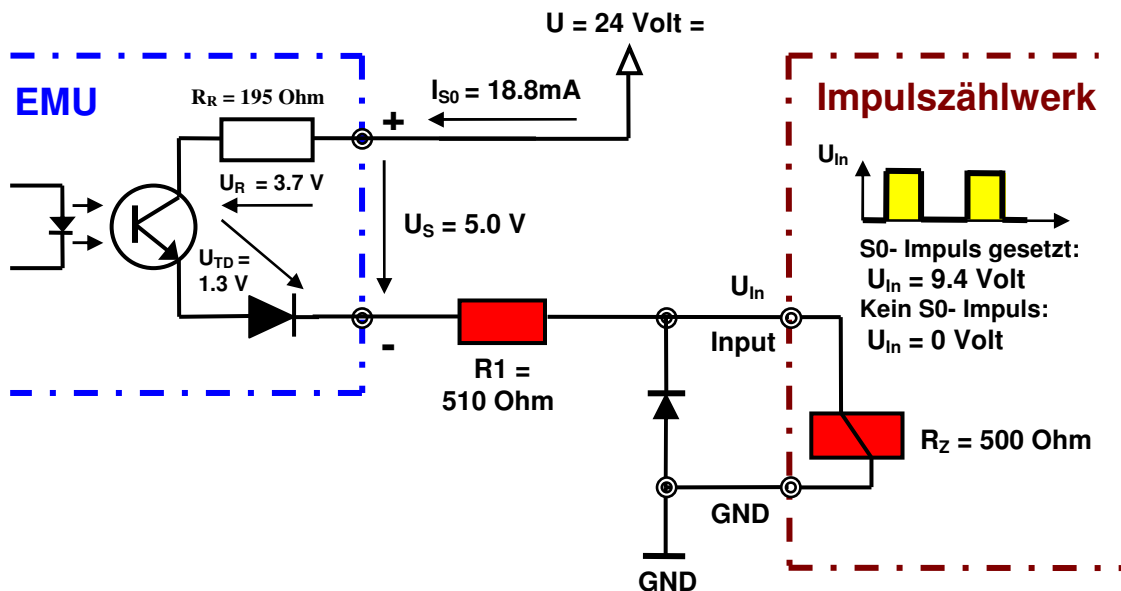 U = 24 Volt =
EMU
R_R = 195 Ohm
I_S0 = 18.8mA
Impulszählwerk
+
U_R = 3.7 V
U_S = 5.0 V
U_TD =
1.3 V
U_In
S0- Impuls gesetzt:
U_In = 9.4 Volt
Kein S0- Impuls:
U_In = 0 Volt
-
R1 =
510 Ohm
U_In
Input
R_Z = 500 Ohm
GND
GND